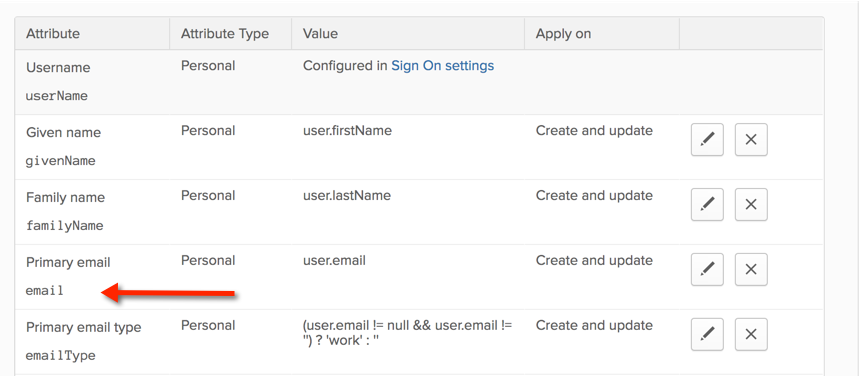 Attribute Attribute Type Value Apply on
Username Personal Configured in Sign On settings
userName
Given name Personal user.firstName Create and update
givenName
Family name Personal user.lastName Create and update
familyName
Primary email Personal user.email Create and update
email
Primary email type Personal (user.email != null && user.email != Create and update
'') ? 'work' : ''
emailType